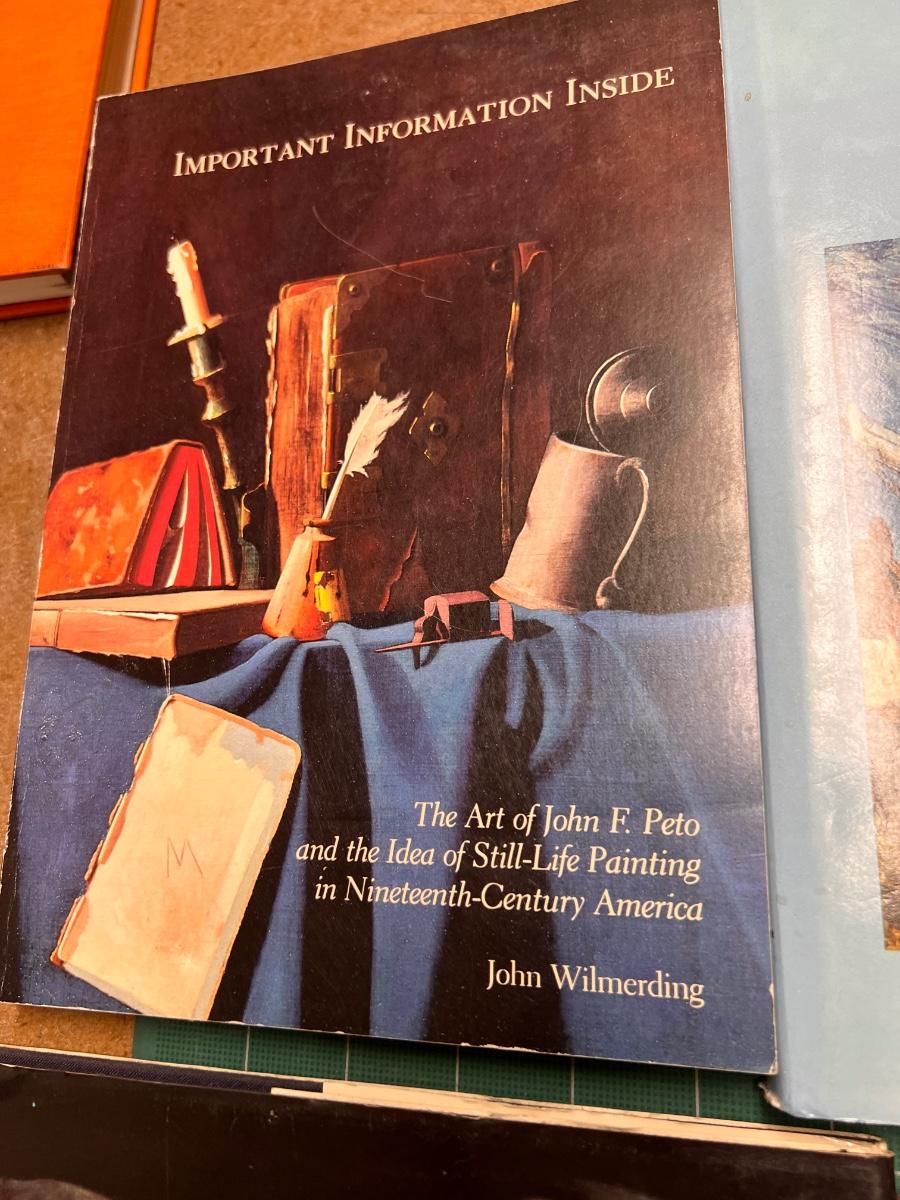 IMPORTANT INFORMATION INSIDE
The Art of John F. Peto
and the Idea of Still-Life Painting
in Nineteenth-Century America
John Wilmerding
M